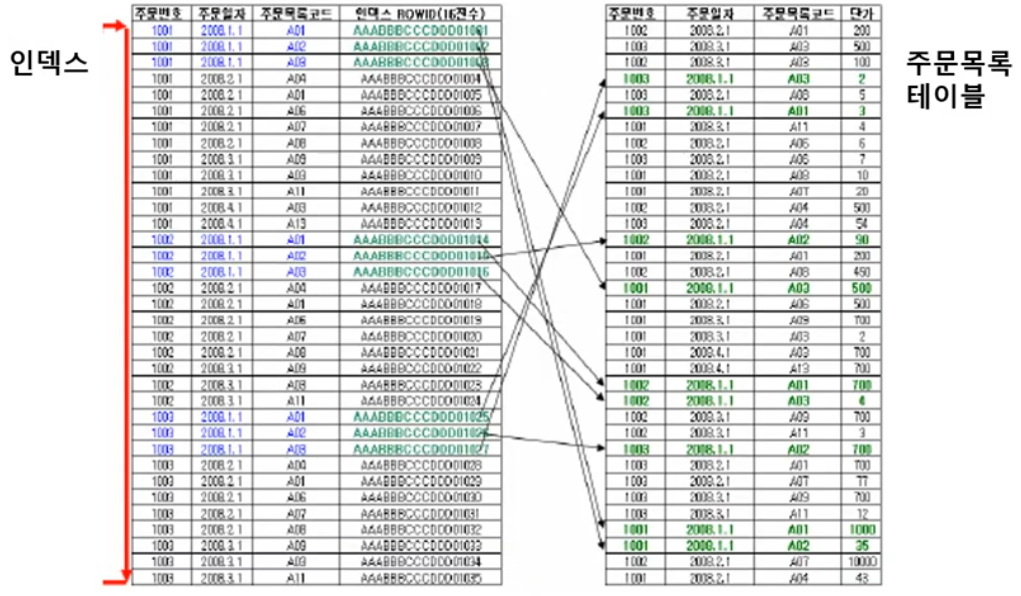 인덱스
주문번호 주문일자 주문목록코드 인덱스 ROWID(16진수)
1001 2008.1.1 A01 AAABBBCCCDDD01001
1001 2008.1.1 A02 AAABBBCCCDDD01002
1001 2008.1.1 A03 AAABBBCCCDDD01003
1001 2008.2.1 A04 AAABBBCCCDDD01004
1001 2008.2.1 A01 AAABBBCCCDDD01005
1001 2008.2.1 A06 AAABBBCCCDDD01006
1001 2008.2.1 A07 AAABBBCCCDDD01007
1001 2008.2.1 A08 AAABBBCCCDDD01008
1001 2008.3.1 A09 AAABBBCCCDDD01009
1001 2008.3.1 A03 AAABBBCCCDDD01010
1001 2008.3.1 A11 AAABBBCCCDDD01011
1001 2008.4.1 A03 AAABBBCCCDDD01012
1001 2008.4.1 A13 AAABBBCCCDDD01013
1002 2008.1.1 A01 AAABBBCCCDDD01014
1002 2008.1.1 A02 AAABBBCCCDDD01015
1002 2008.1.1 A03 AAABBBCCCDDD01016
1002 2008.2.1 A04 AAABBBCCCDDD01017
1002 2008.2.1 A01 AAABBBCCCDDD01018
1002 2008.2.1 A06 AAABBBCCCDDD01019
1002 2008.2.1 A07 AAABBBCCCDDD01020
1002 2008.2.1 A08 AAABBBCCCDDD01021
1002 2008.3.1 A09 AAABBBCCCDDD01022
1002 2008.3.1 A03 AAABBBCCCDDD01023
1002 2008.3.1 A11 AAABBBCCCDDD01024
1003 2008.1.1 A01 AAABBBCCCDDD01025
1003 2008.1.1 A02 AAABBBCCCDDD01026
1003 2008.1.1 A03 AAABBBCCCDDD01027
1003 2008.2.1 A04 AAABBBCCCDDD01028
1003 2008.2.1 A01 AAABBBCCCDDD01029
1003 2008.2.1 A06 AAABBBCCCDDD01030
1003 2008.2.1 A07 AAABBBCCCDDD01031
1003 2008.2.1 A08 AAABBBCCCDDD01032
1003 2008.3.1 A09 AAABBBCCCDDD01033
1003 2008.3.1 A03 AAABBBCCCDDD01034
1003 2008.3.1 A11 AAABBBCCCDDD01035
주문번호 주문일자 주문목록코드 단가
1002 2008.2.1 A01 200
1003 2008.3.1 A03 500
1002 2008.3.1 A03 100
1003 2008.1.1 A03 2
1003 2008.2.1 A08 5
1003 2008.1.1 A01 3
1001 2008.3.1 A11 4
1002 2008.2.1 A06 6
1003 2008.2.1 A06 7
1001 2008.2.1 A08 10
1001 2008.2.1 A07 20
1002 2008.2.1 A04 500
1003 2008.2.1 A04 54
1002 2008.1.1 A02 90
1001 2008.2.1 A01 200
1002 2008.2.1 A08 450
1001 2008.1.1 A03 500
1001 2008.2.1 A06 500
1001 2008.3.1 A09 700
1001 2008.3.1 A03 2
1001 2008.4.1 A03 700
1001 2008.4.1 A13 700
1002 2008.1.1 A01 700
1002 2008.1.1 A03 4
1002 2008.3.1 A09 700
1002 2008.3.1 A11 3
1003 2008.1.1 A02 700
1003 2008.2.1 A01 700
1003 2008.2.1 A07 77
1003 2008.3.1 A09 700
1003 2008.3.1 A11 12
1001 2008.1.1 A01 1000
1001 2008.1.1 A02 35
1002 2008.2.1 A07 10000
1001 2008.2.1 A04 43
주문목록
테이블